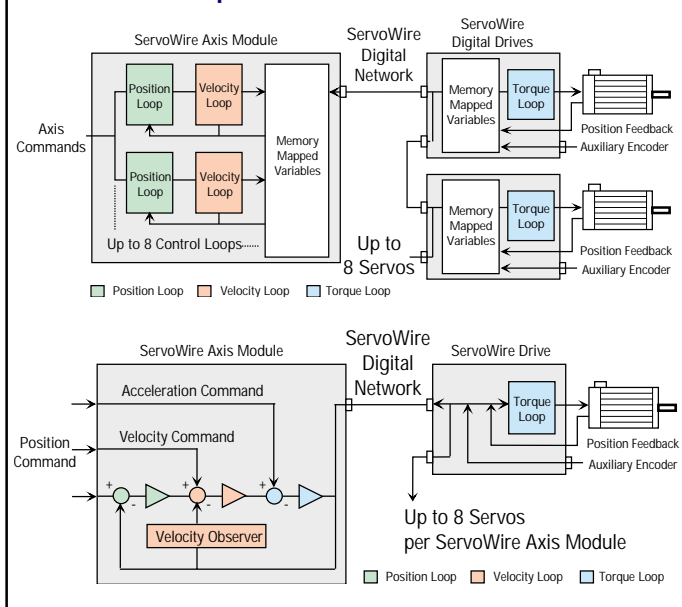 ServoWire Axis Module
ServoWire
Digital
Network
ServoWire
Digital Drives
Position
Loop
Velocity
Loop
Memory
Mapped
Variables
Axis
Commands
Position
Loop
Velocity
Loop
Up to 8 Control Loops
Memory
Mapped
Variables
Torque
Loop
Position Feedback
Auxiliary Encoder
Memory
Mapped
Variables
Torque
Loop
Up to
8 Servos
Position Feedback
Auxiliary Encoder
Position Loop
Velocity Loop
Torque Loop
ServoWire Axis Module
ServoWire
Digital
Network
ServoWire Drive
Acceleration Command
Velocity Command
Position
Command
+
-
+
-
+
-
Velocity Observer
Torque
Loop
Position Feedback
Auxiliary Encoder
Up to 8 Servos
per ServoWire Axis Module
Position Loop
Velocity Loop
Torque Loop